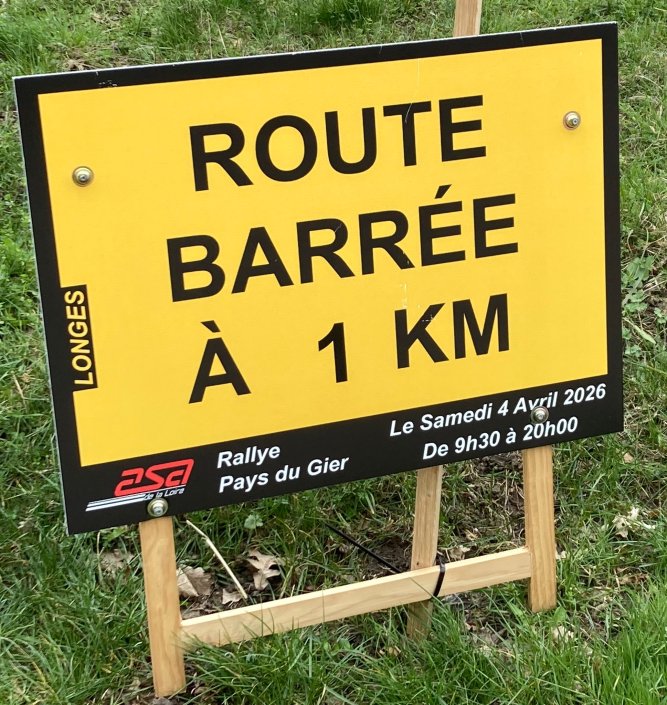 ROUTE
BARRÉE
À 1 KM
LONGES
asa
de la Loire
Rallye
Pays du Gier
Le Samedi 4 Avril 2026
De 9h30 à 20h00